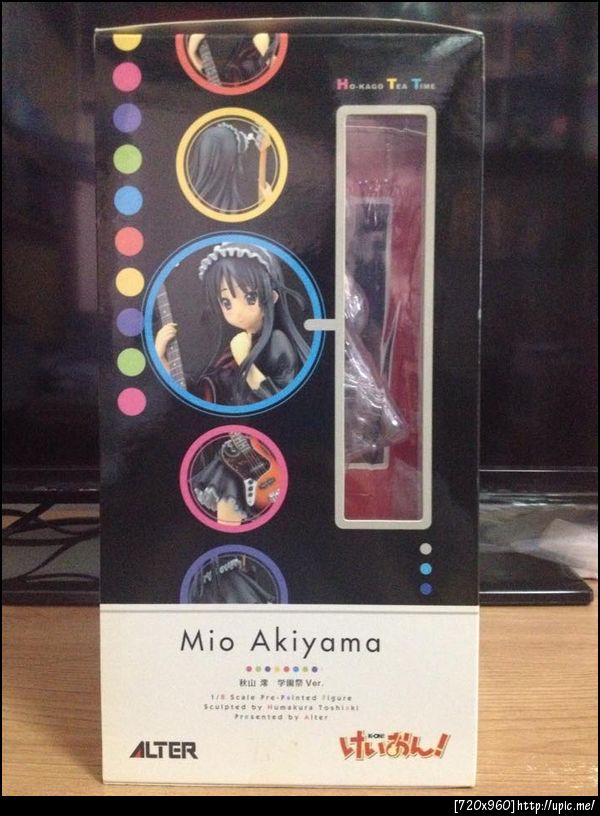 HO-KAGO TEA TIME
Mio Akiyama
秋山 澪 学園祭 Ver.
1/8 Scale Pre-Painted Figure
Sculpted by Humakura Toshiaki
Presented by Alter
ALTER
K-ON!
けいおん!
[720x960]http://upic.me/